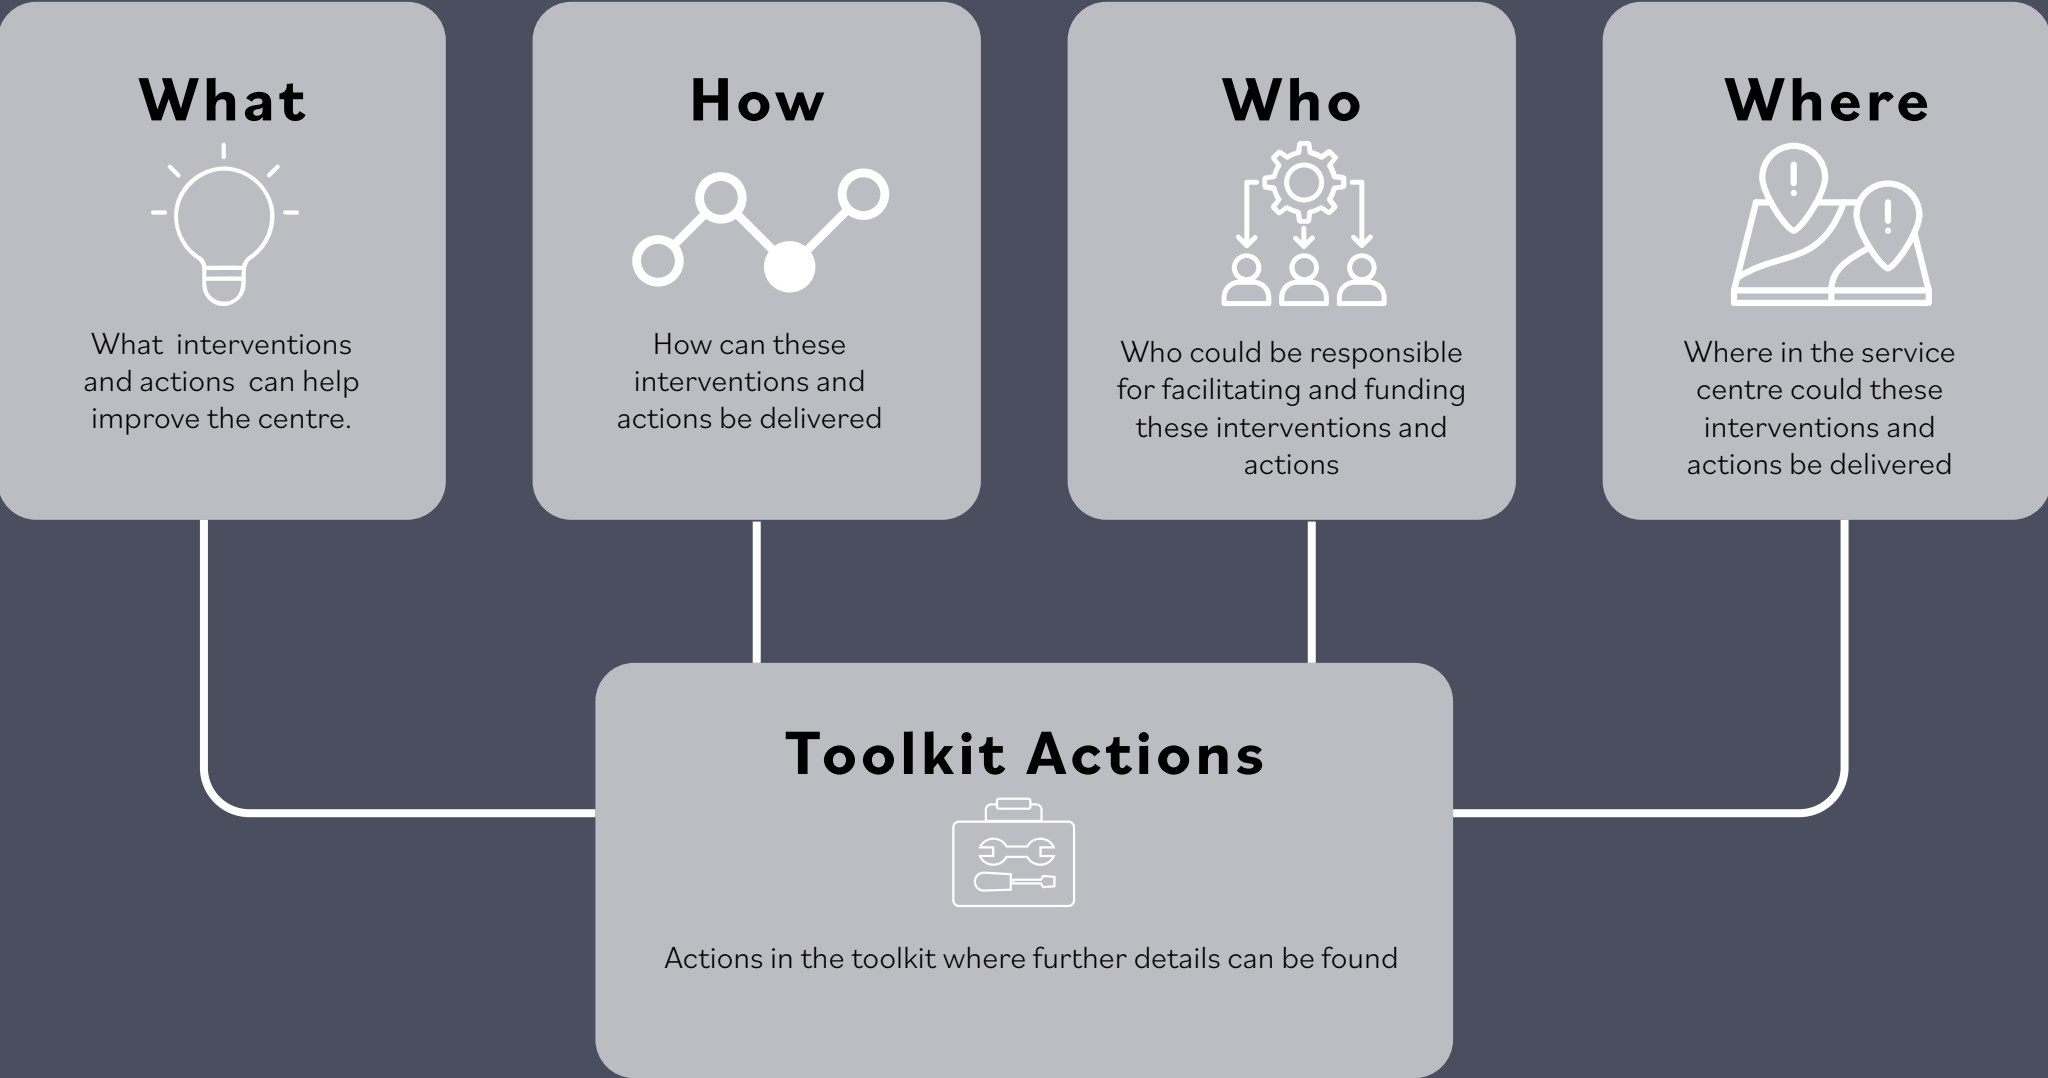 What
What interventions
and actions can help
improve the centre.
How
How can these
interventions and
actions be delivered
Who
Who could be responsible
for facilitating and funding
these interventions and
actions
Where
Where in the service
centre could these
interventions and
actions be delivered
Toolkit Actions
Actions in the toolkit where further details can be found